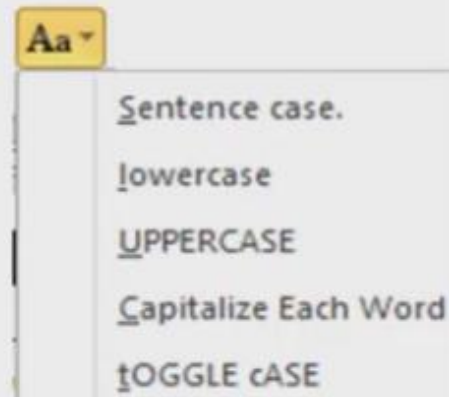 Aa
Sentence case.
lowercase
UPPERCASE
Capitalize Each Word
tOGGLE cASE